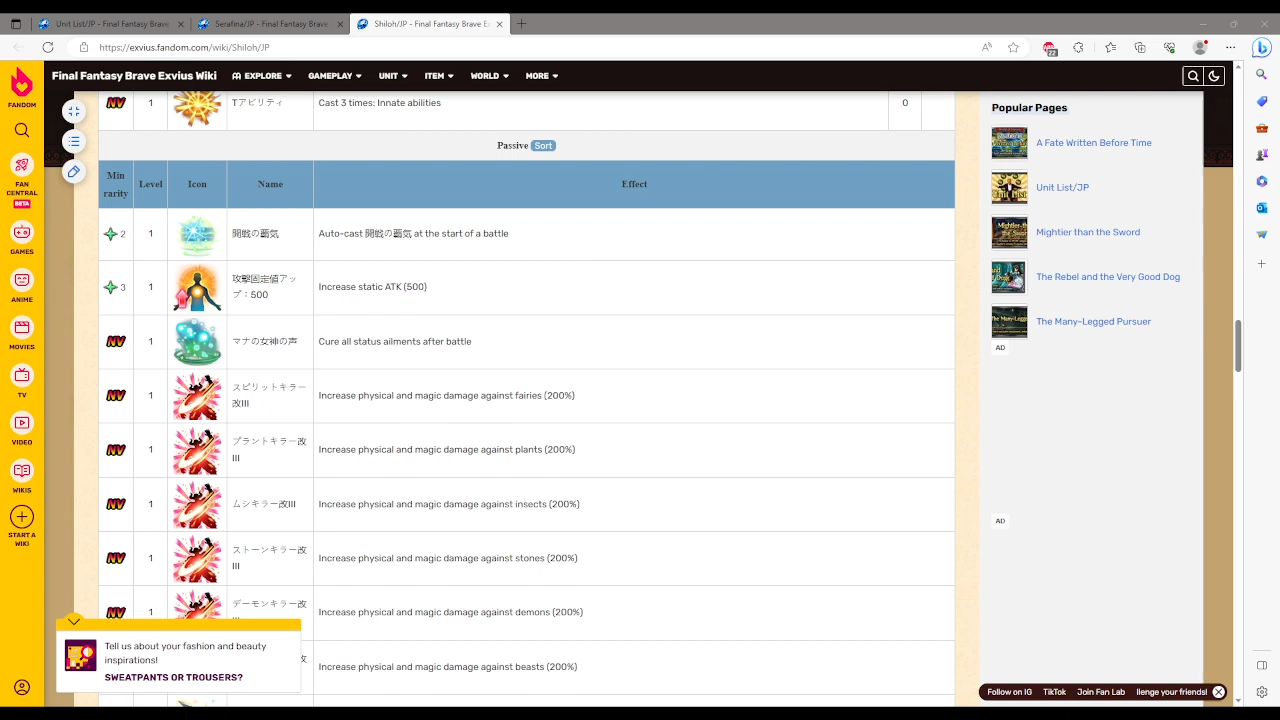 Unit List/JP - Final Fantasy Brave
Serafina/JP - Final Fantasy Brave
Shiloh/JP - Final Fantasy Brave Ex
https://exvius.fandom.com/wiki/Shiloh/JP
22
Final Fantasy Brave Exvius Wiki
EXPLORE
GAMEPLAY
UNIT
ITEM
WORLD
MORE
FANDOM
FAN CENTRAL
BETA
GAMES
ANIME
MOVIES
TV
VIDEO
WIKIS
START A WIKI
NV 1 Tアビリティ Cast 3 times: Innate abilities 0
Passive Sort
Min rarity Level Icon Name Effect
2 1 開戦の覇気 Auto-cast 開戦の覇気 at the start of a battle
3 1 攻撃固定値アップ：500 Increase static ATK (500)
NV 1 マナの女神の声 Cure all status ailments after battle
NV 1 スピリットキラー改III Increase physical and magic damage against fairies (200%)
NV 1 プラントキラー改III Increase physical and magic damage against plants (200%)
NV 1 ムシキラー改III Increase physical and magic damage against insects (200%)
NV 1 ストーンキラー改III Increase physical and magic damage against stones (200%)
NV 1 デーモンキラー改 Increase physical and magic damage against demons (200%)
Increase physical and magic damage against beasts (200%)
Tell us about your fashion and beauty
inspirations!
SWEATPANTS OR TROUSERS?
Popular Pages
A Fate Written Before Time
Unit List/JP
Mightier than the Sword
The Rebel and the Very Good Dog
The Many-Legged Pursuer
AD
AD
Follow on IG TikTok Join Fan Lab llenge your friends!